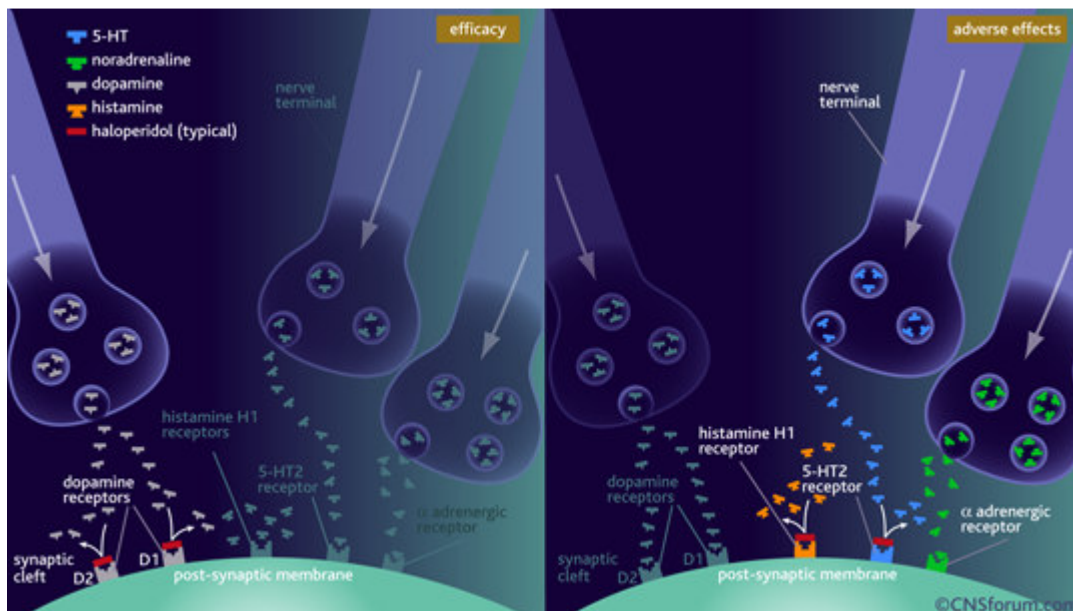 efficacy
5-HT
noradrenaline
dopamine
histamine
haloperidol (typical)
nerve
terminal
histamine H1
receptors
5-HT2
receptor
dopamine
receptors
α adrenergic
receptor
synaptic
cleft
D2
D1
post-synaptic membrane
adverse effects
nerve
terminal
histamine H1
receptor
5-HT2
receptor
dopamine
receptors
α adrenergic
receptor
synaptic
cleft
D2
D1
post-synaptic membrane
©CNSforum.com